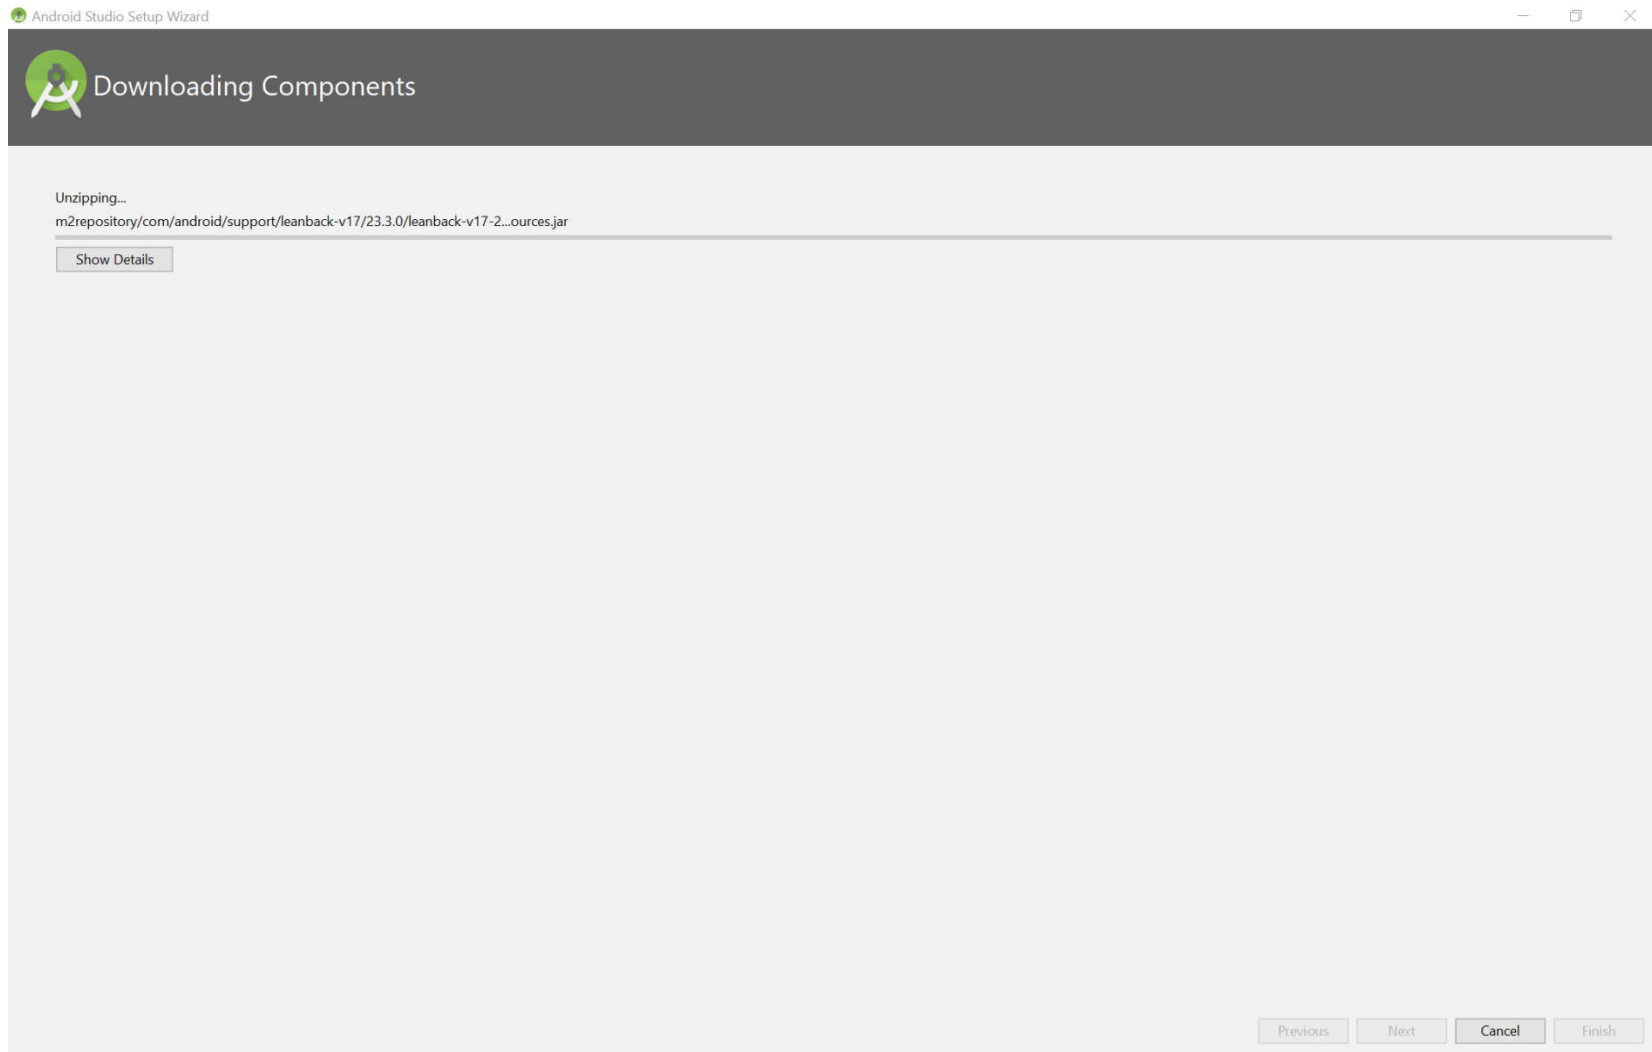 Android Studio Setup Wizard
Downloading Components
Unzipping...
m2repository/com/android/support/leanback-v17/23.3.0/leanback-v17-2...ources.jar
Show Details
Previous Next Cancel Finish